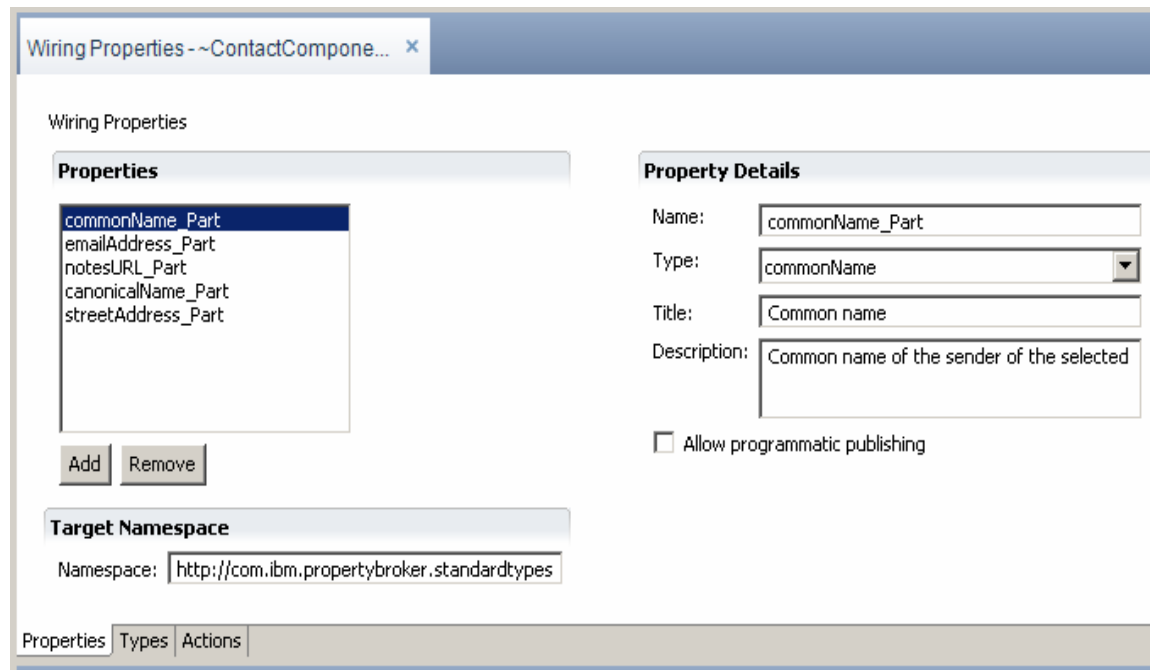 Wiring Properties - ~ContactCompone... ×
Wiring Properties
Properties
commonName_Part
emailAddress_Part
notesURL_Part
canonicalName_Part
streetAddress_Part
Add Remove
Target Namespace
Namespace: http://com.ibm.propertybroker.standardtypes
Property Details
Name: commonName_Part
Type: commonName
Title: Common name
Description: Common name of the sender of the selected
Allow programmatic publishing
Properties Types Actions